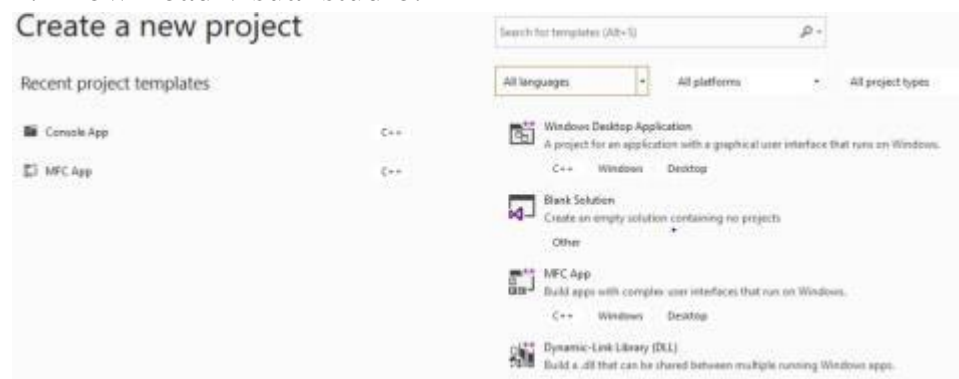 Create a new project
Search for templates (Alt+S)
Recent project templates
All languages
All platforms
All project types
Console App
C++
MFC App
C++
Windows Desktop Application
A project for an application with a graphical user interface that runs on Windows.
C++ Windows Desktop
Blank Solution
Create an empty solution containing no projects
Other
MFC App
Build apps with complex user interfaces that run on Windows.
C++ Windows Desktop
Dynamic-Link Library (DLL)
Build a .dll that can be shared between multiple running Windows apps.